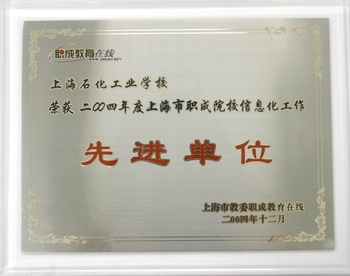 职成教育在线
上海石化工业学校
荣获 二00四年度上海市职成院校信息化工作
先进单位
上海市教委职成教育在线
二00四年十二月